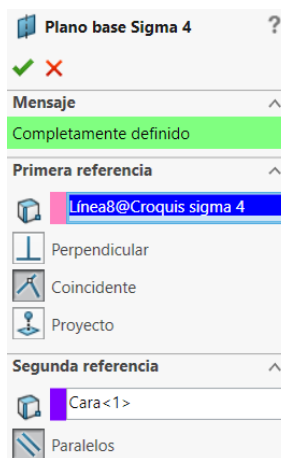 Plano base Sigma 4 ?
Mensaje
Completamente definido
Primera referencia
Línea8@Croquis sigma 4
Perpendicular
Coincidente
Proyecto
Segunda referencia
Cara<1>
Paralelos